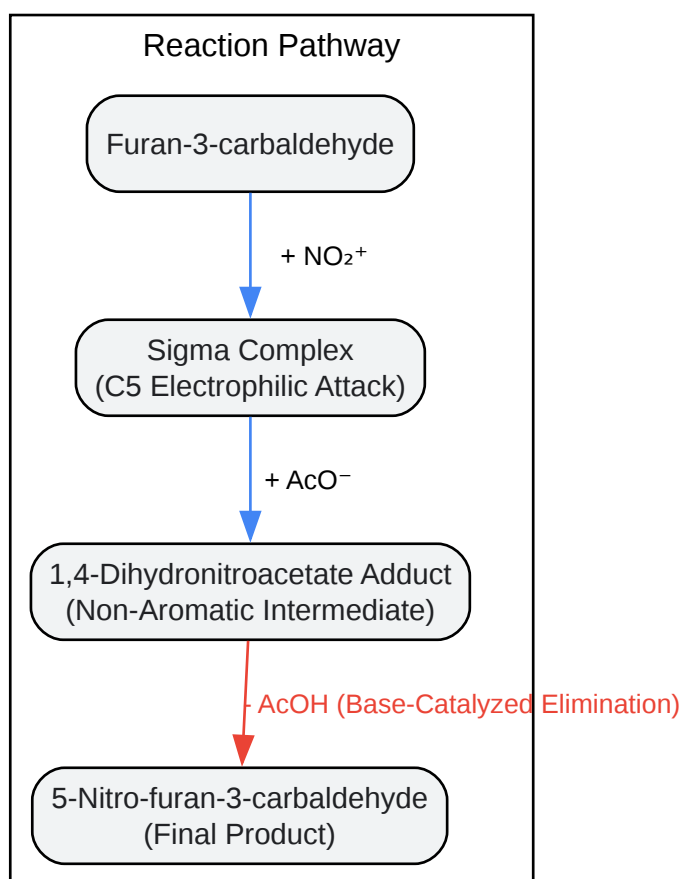 Reaction Pathway
Furan-3-carbaldehyde
+ NO₂⁺
Sigma Complex
(C5 Electrophilic Attack)
+ AcO⁻
1,4-Dihydronitroacetate Adduct
(Non-Aromatic Intermediate)
- AcOH (Base-Catalyzed Elimination)
5-Nitro-furan-3-carbaldehyde
(Final Product)